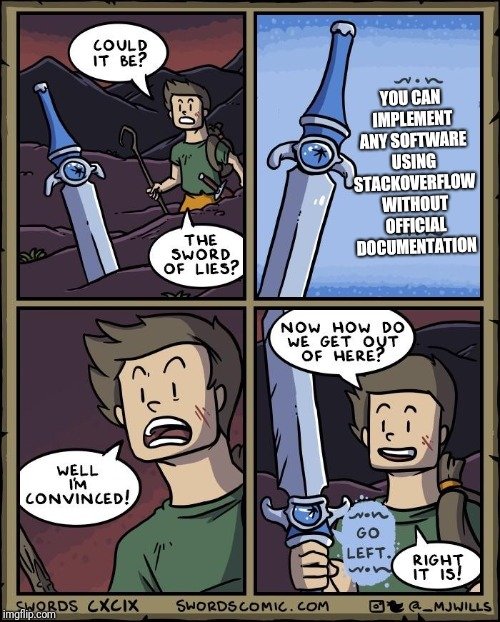 COULD
IT BE?
THE
SWORD
OF LIES?
YOU CAN
IMPLEMENT
ANY SOFTWARE
USING
STACKOVERFLOW
WITHOUT
OFFICIAL
DOCUMENTATION
WELL
I'M
CONVINCED!
NOW HOW DO
WE GET OUT
OF HERE?
GO
LEFT.
RIGHT
IT IS!
SWORDS CXCIX SWORDSCOMIC.COM @_MJWILLS
imgflip.com